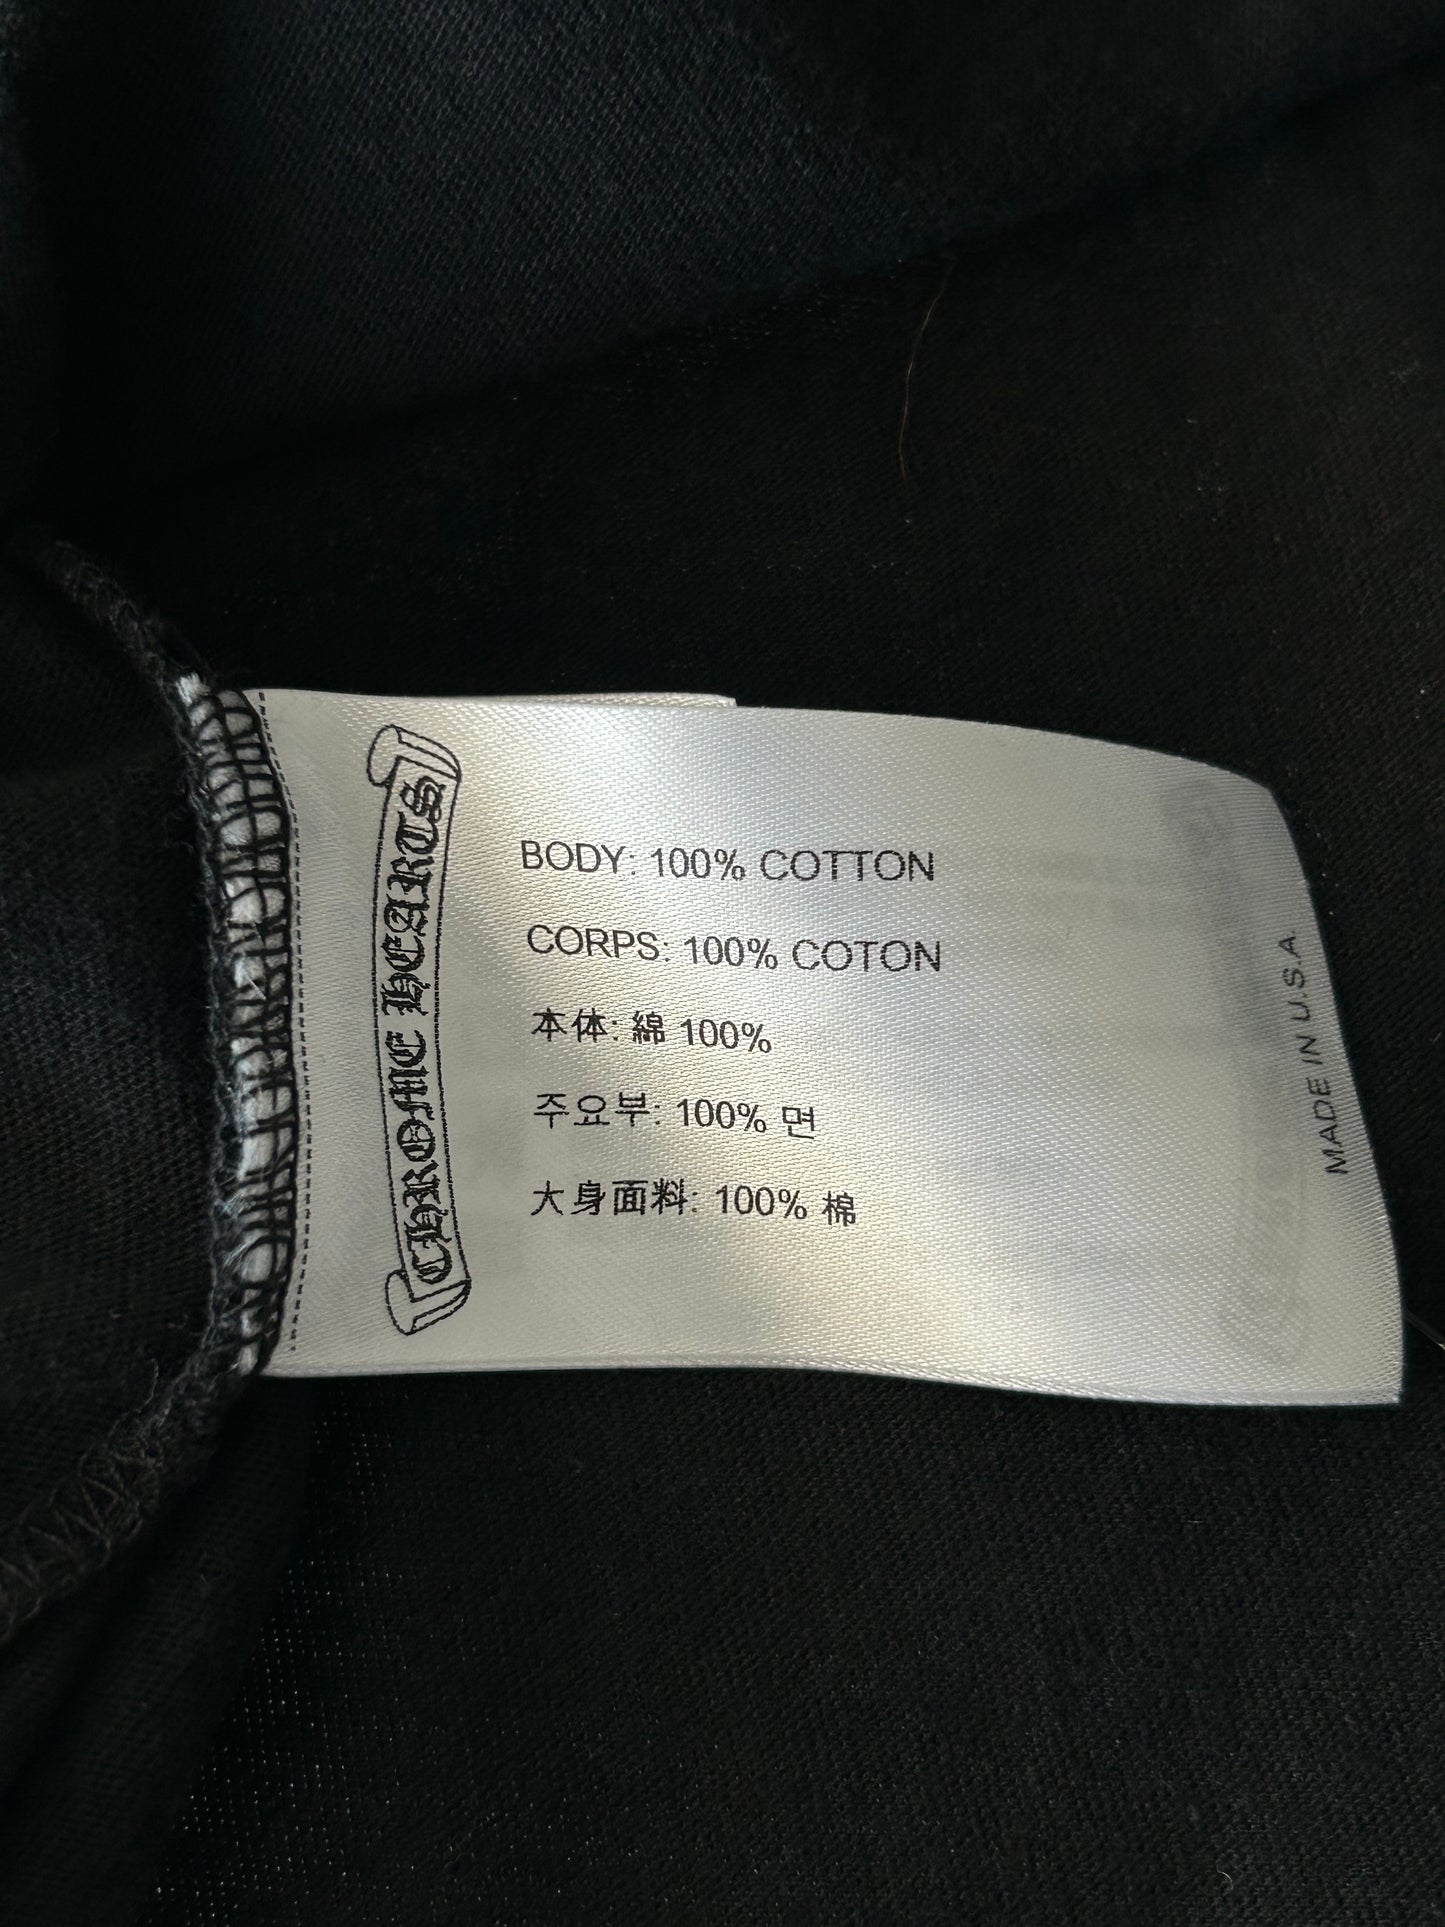 CHROME HEARTS
BODY: 100% COTTON
CORPS: 100% COTON
本体: 綿 100%
주요부: 100% 면
大身面料: 100% 棉
MADE IN U.S.A.